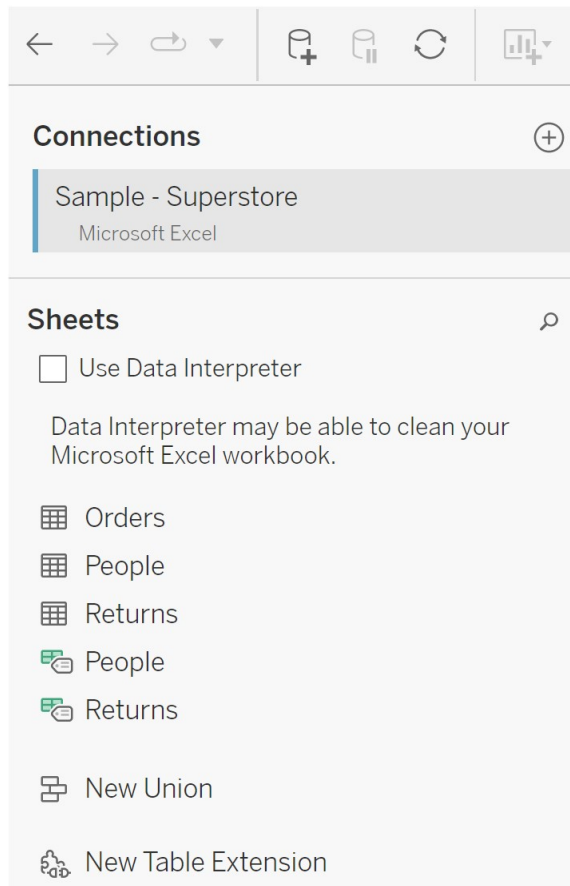 Connections
Sample - Superstore
Microsoft Excel
Sheets
Use Data Interpreter
Data Interpreter may be able to clean your
Microsoft Excel workbook.
Orders
People
Returns
People
Returns
New Union
New Table Extension